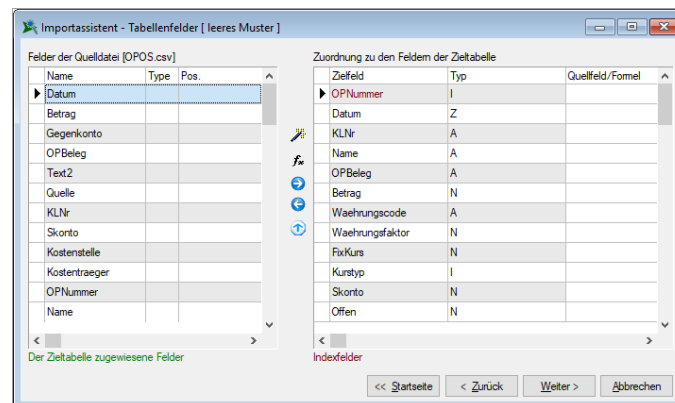 Importassistent - Tabellenfelder [ leeres Muster ]
Felder der Quelldatei [OPOS.csv]
Name Type Pos.
Datum
Betrag
Gegenkonto
OPBeleg
Text2
Quelle
KLNr
Skonto
Kostenstelle
Kostentraeger
OPNummer
Name
Der Zieltabelle zugewiesene Felder
fx
Zuordnung zu den Feldern der Zieltabelle
Zielfeld Typ Quellfeld/Formel
OPNummer I
Datum Z
KLNr A
Name A
OPBeleg A
Betrag N
Waehrungscode A
Waehrungsfaktor N
FixKurs N
Kurstyp I
Skonto N
Offen N
Indexfelder
<< Startseite < Zurück Weiter > Abbrechen